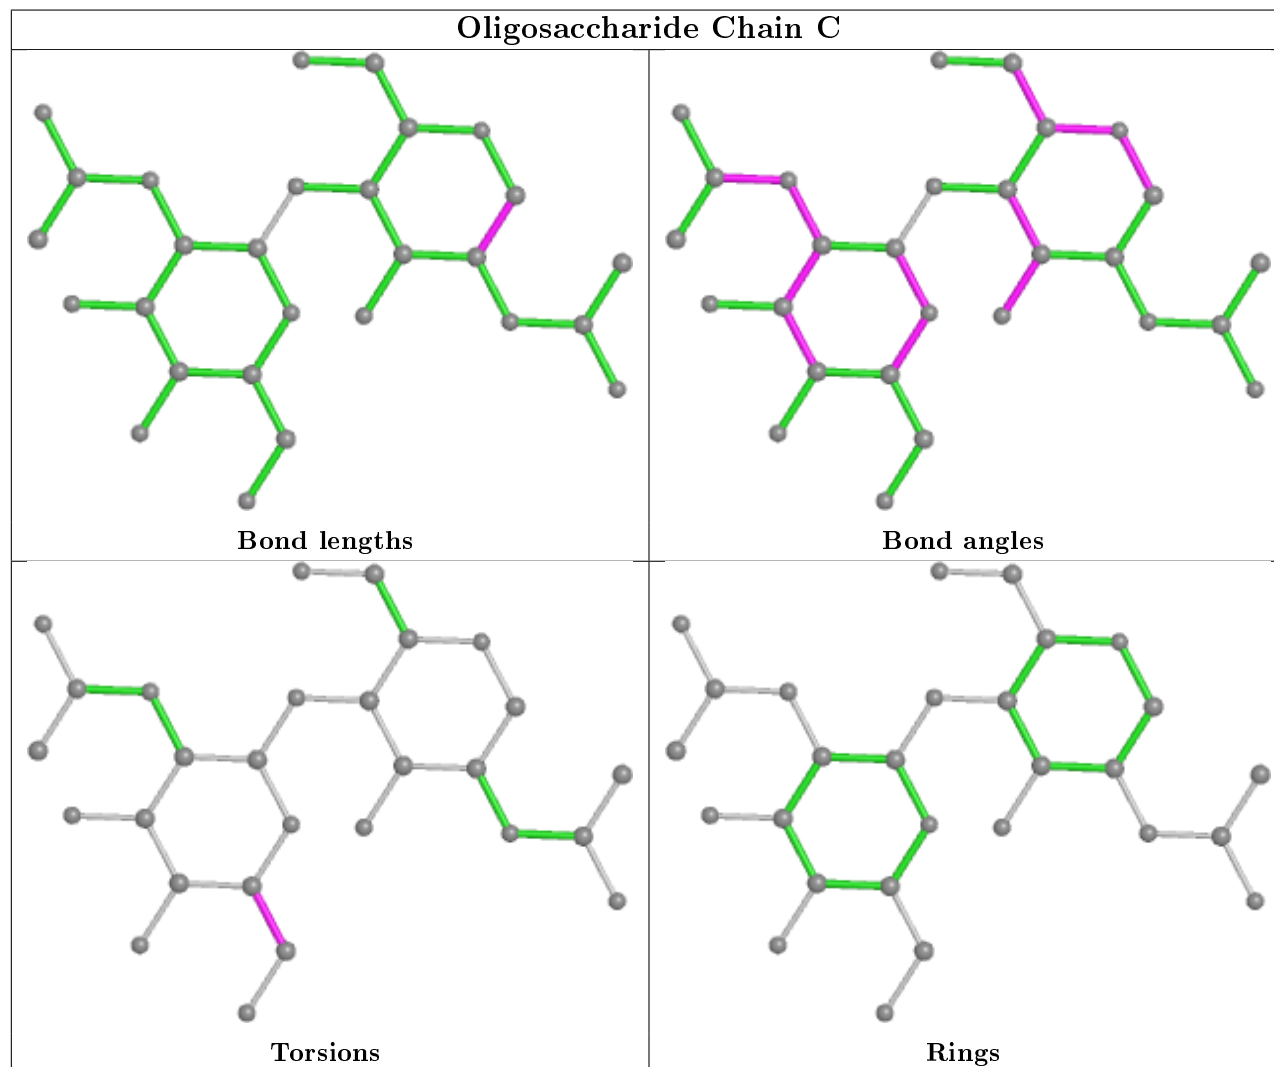 Oligosaccharide Chain C
Bond lengths
Bond angles
Torsions
Rings